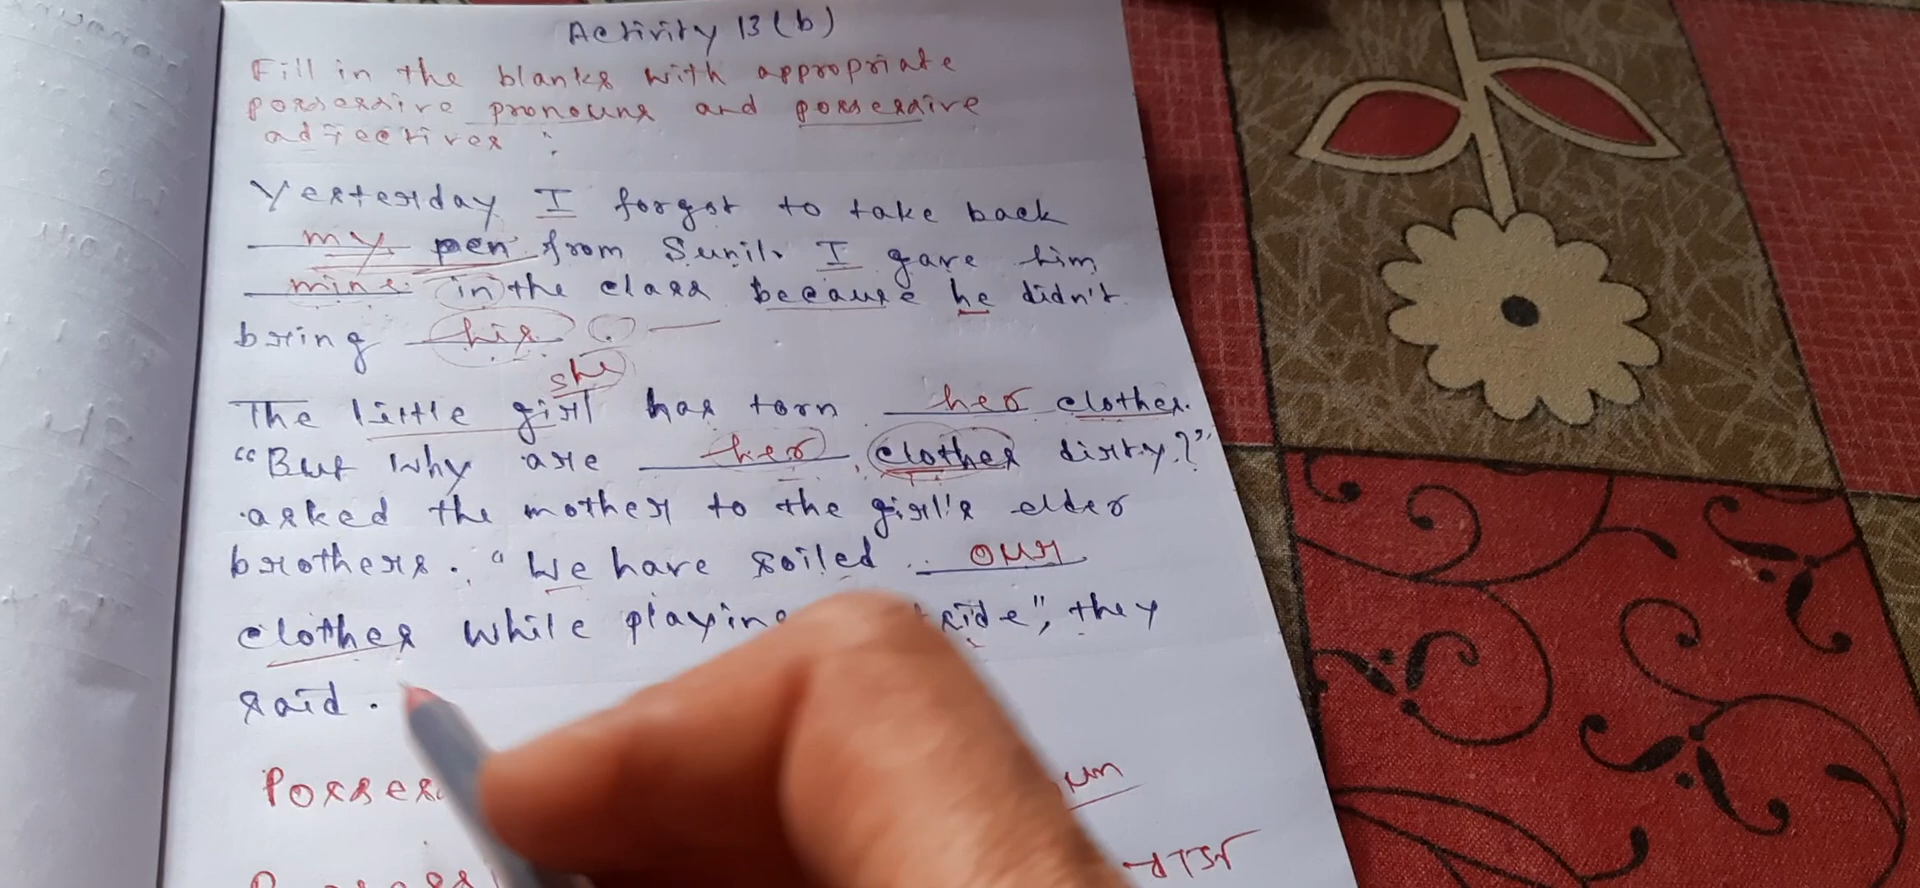 Activity 13(b)
Fill in the blanks with appropriate
possessive pronouns and possessive
adjectives :
Yesterday I forgot to take back
my pen from Sunil. I gave him
mine in the class because he didn't
bring his .
she
The little girl has torn her clothes.
"But why are her clothes dirty?"
asked the mother to the girl's elder
brothers. "We have soiled our
clothes while playing", they
said.